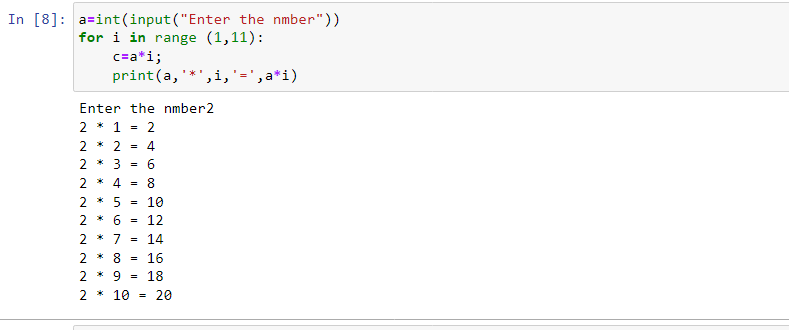 In [8]: a=int(input("Enter the nmber"))
for i in range (1,11):
    c=a*i;
    print(a,'*',i,'=',a*i)
Enter the nmber2
2 * 1 = 2
2 * 2 = 4
2 * 3 = 6
2 * 4 = 8
2 * 5 = 10
2 * 6 = 12
2 * 7 = 14
2 * 8 = 16
2 * 9 = 18
2 * 10 = 20